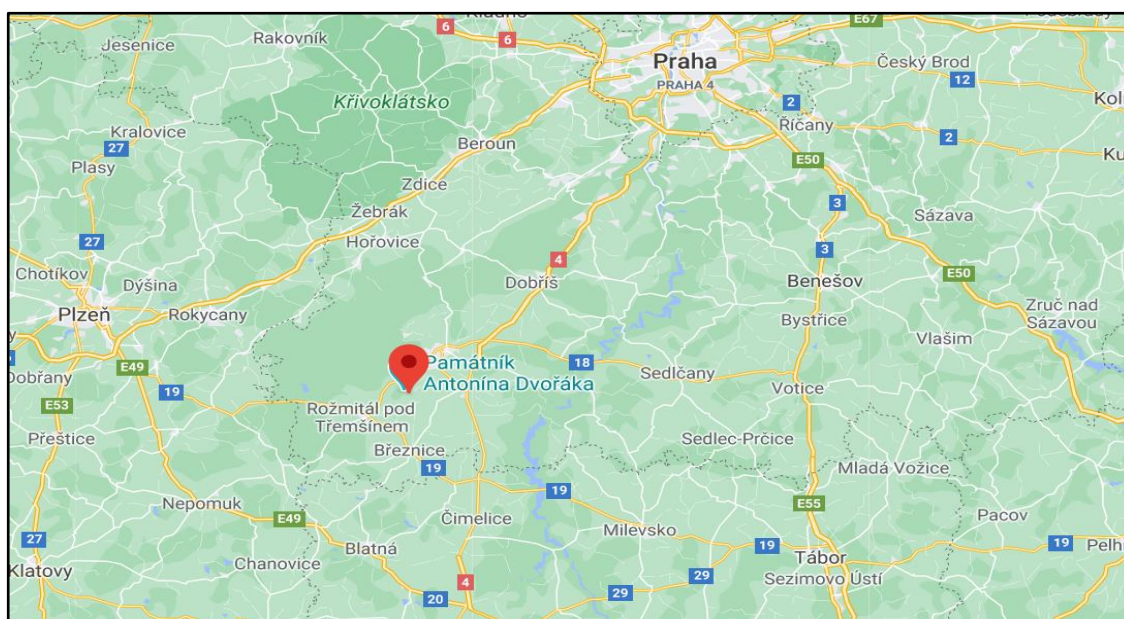 Kladno
6
6
E67
Jesenice
Rakovník
Praha
PRAHA 4
Český Brod
12
Křivoklátsko
2
Kralovice
27
Plasy
Beroun
Říčany
2
E50
Zdice
3
Žebrák
Sázava
27
Hořovice
3
4
Chotíkov
Dýšina
Dobříš
Benešov
E50
Plzeň
Rokycany
Bystřice
Zruč nad
Sázavou
Vlašim
Památník
Antonína Dvořáka
18
E49
Sedlčany
Dobřany
19
Votice
E53
Rožmitál pod
Třemšínem
Přeštice
Březnice
Sedlec-Prčice
19
Mladá Vožice
19
Nepomuk
E55
E49
Čimelice
Milevsko
Pacov
27
Blatná
19
19
Tábor
Klatovy
Chanovice
4
29
Sezimovo Ústí
20
29